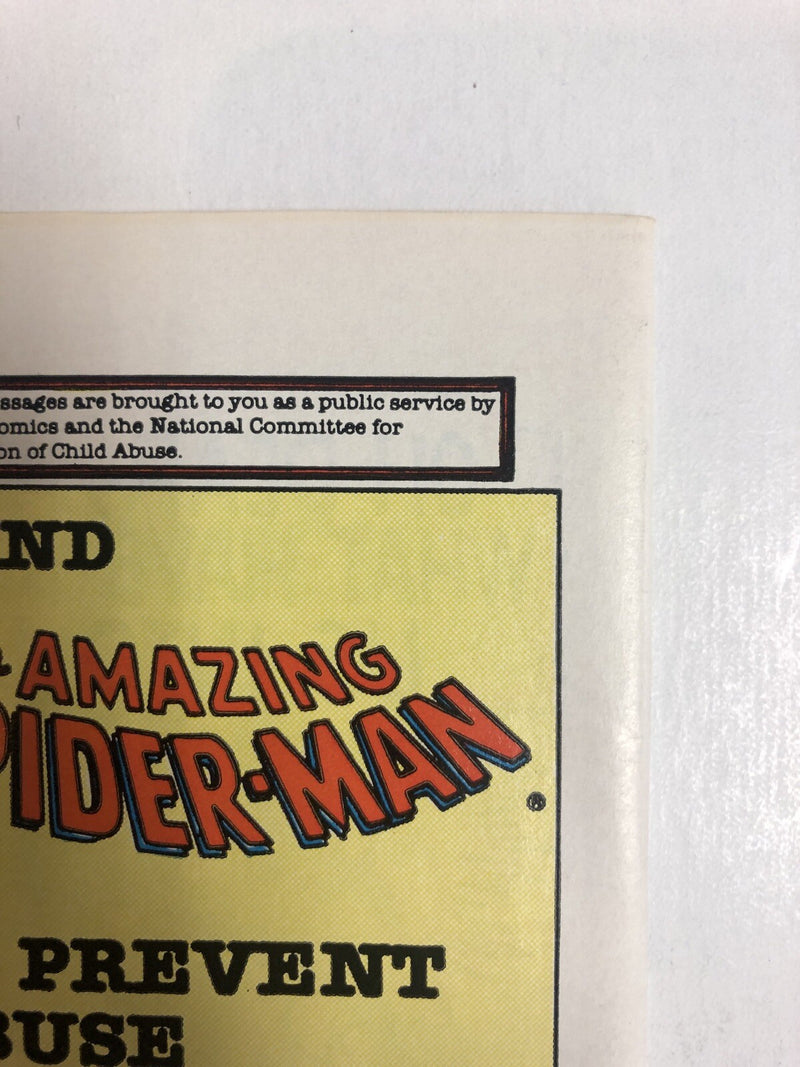 ssages are brought to you as a public service by
omics and the National Committee for
on of Child Abuse.
ND
AMAZING
PIDER-MAN
®
PREVENT
BUSE